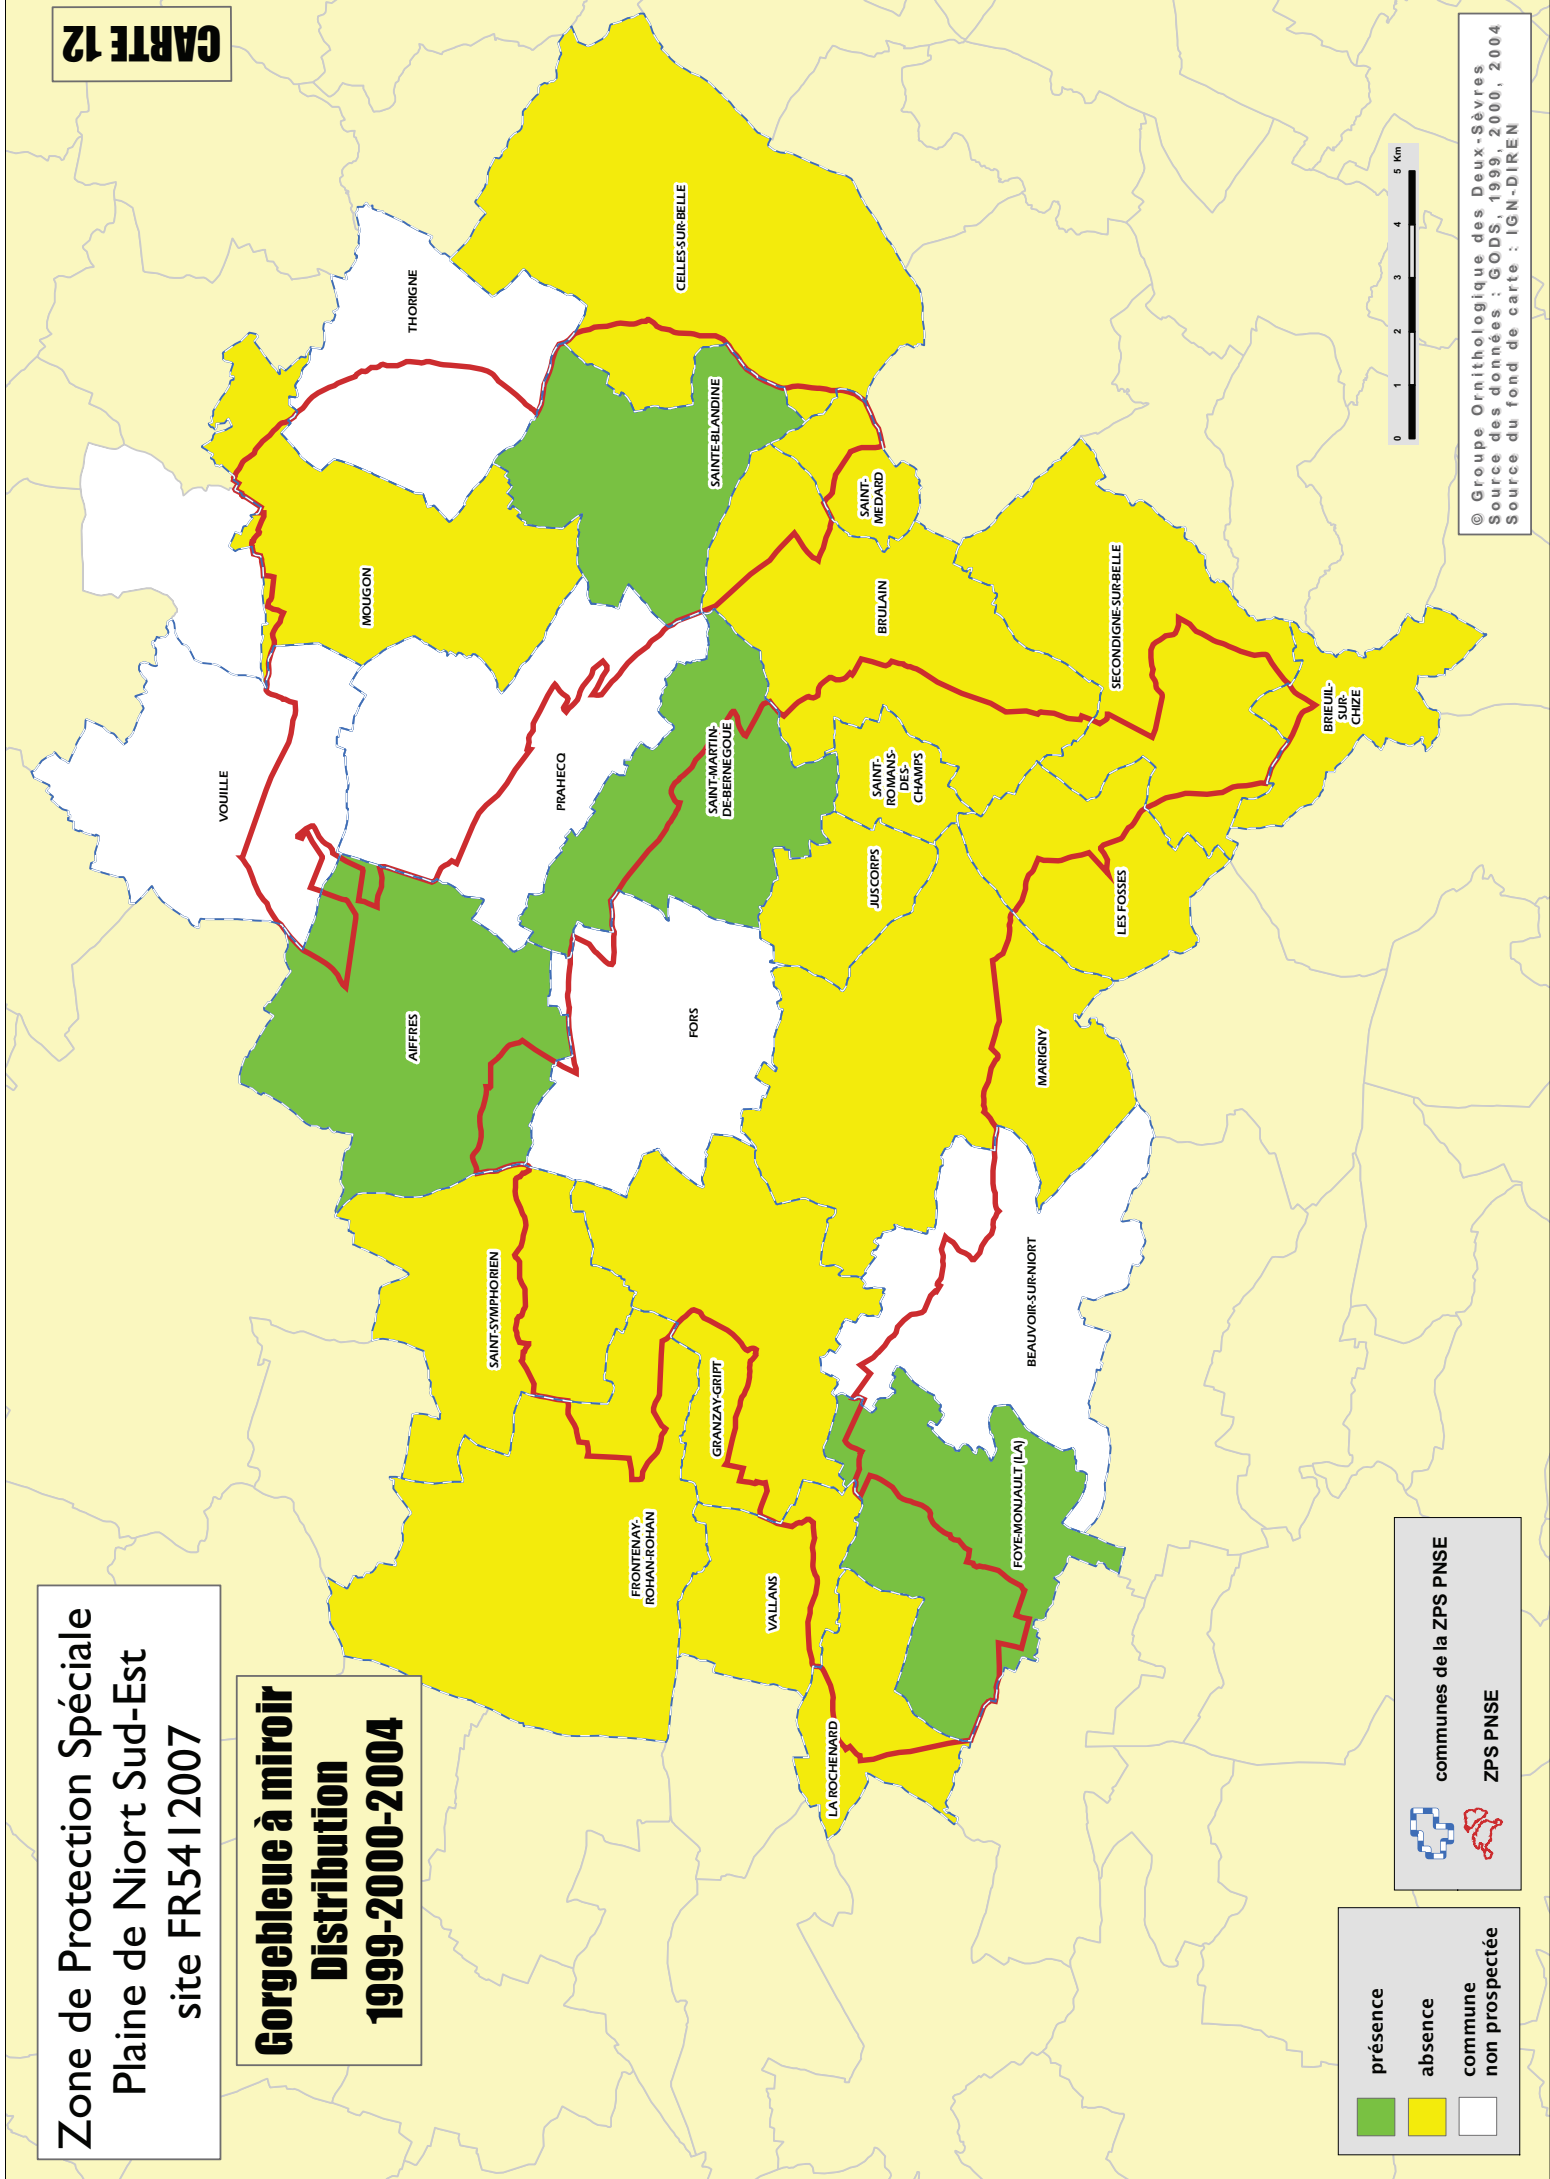 Zone de Protection Spéciale
Plaine de Niort Sud-Est
site FR5412007
Gorgebleue à miroir
Distribution
1999-2000-2004
CARTE 12
VOUILLE
THORIGNE
MOUGON
AIFFRES
PRAHECQ
CELLES-SUR-BELLE
SAINTE-BLANDINE
SAINT-SYMPHORIEN
FORS
SAINT-MARTIN-
DE-BERNEGOUE
FRONTENAY-
ROHAN-ROHAN
GRANZAY-GRIPT
VALLANS
LA ROCHENARD
JUSCORPS
SAINT-
ROMANS-
DES-
CHAMPS
BRULAIN
SAINT-
MEDARD
MARIGNY
BEAUVOIR-SUR-NIORT
FOYE-MONJAULT (LA)
LES FOSSES
SECONDIGNE-SUR-BELLE
BRIEUIL-
SUR-
CHIZE
présence
absence
commune
non prospectée
communes de la ZPS PNSE
ZPS PNSE
0 1 2 3 4 5 Km
© Groupe Ornithologique des Deux-Sèvres
Source des données : GODS, 1999, 2000, 2004
Source du fond de carte : IGN-DIREN